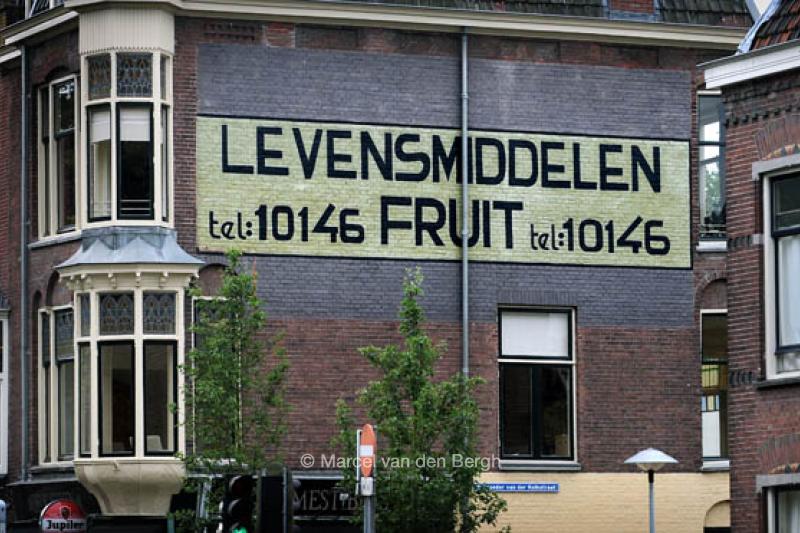 LEVENSMIDDELEN
tel:10146 FRUIT tel:10146
© Marcel van den Bergh
Jupiler